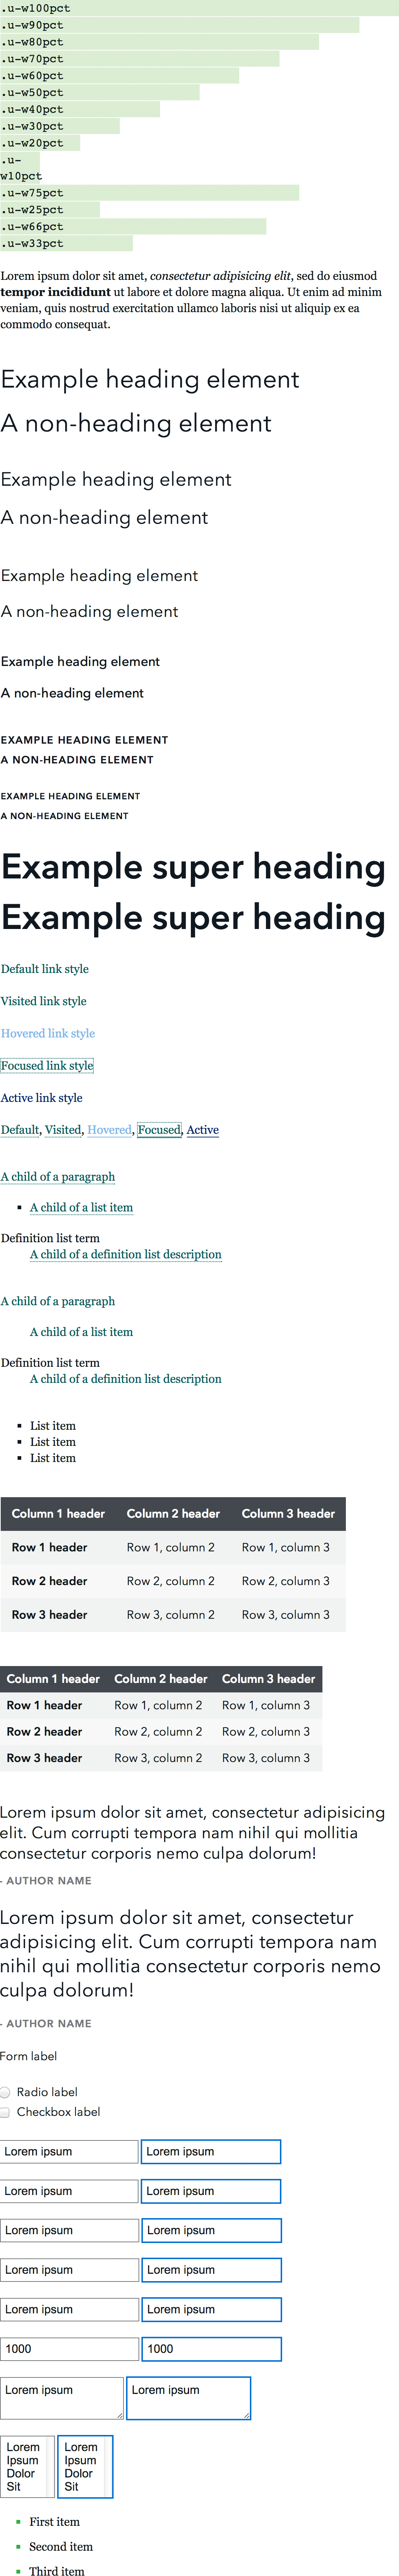 .u-w100pct
.u-w90pct
.u-w80pct
.u-w70pct
.u-w60pct
.u-w50pct
.u-w40pct
.u-w30pct
.u-w20pct
.u-
w10pct
.u-w75pct
.u-w25pct
.u-w66pct
.u-w33pct
Lorem ipsum dolor sit amet, consectetur adipisicing elit, sed do eiusmod
tempor incididunt ut labore et dolore magna aliqua. Ut enim ad minim
veniam, quis nostrud exercitation ullamco laboris nisi ut aliquip ex ea
commodo consequat.
Example heading element
A non-heading element
Example heading element
A non-heading element
Example heading element
A non-heading element
Example heading element
A non-heading element
EXAMPLE HEADING ELEMENT
A NON-HEADING ELEMENT
EXAMPLE HEADING ELEMENT
A NON-HEADING ELEMENT
Example super heading
Example super heading
Default link style
Visited link style
Hovered link style
Focused link style
Active link style
Default, Visited, Hovered, Focused, Active
A child of a paragraph
A child of a list item
Definition list term
A child of a definition list description
A child of a paragraph
A child of a list item
Definition list term
A child of a definition list description
List item
List item
List item
Column 1 header Column 2 header Column 3 header
Row 1 header Row 1, column 2 Row 1, column 3
Row 2 header Row 2, column 2 Row 2, column 3
Row 3 header Row 3, column 2 Row 3, column 3
Column 1 header Column 2 header Column 3 header
Row 1 header Row 1, column 2 Row 1, column 3
Row 2 header Row 2, column 2 Row 2, column 3
Row 3 header Row 3, column 2 Row 3, column 3
Lorem ipsum dolor sit amet, consectetur adipisicing
elit. Cum corrupti tempora nam nihil qui mollitia
consectetur corporis nemo culpa dolorum!
- AUTHOR NAME
Lorem ipsum dolor sit amet, consectetur
adipisicing elit. Cum corrupti tempora nam
nihil qui mollitia consectetur corporis nemo
culpa dolorum!
- AUTHOR NAME
Form label
Radio label
Checkbox label
Lorem ipsum Lorem ipsum
Lorem ipsum Lorem ipsum
Lorem ipsum Lorem ipsum
Lorem ipsum Lorem ipsum
Lorem ipsum Lorem ipsum
1000 1000
Lorem ipsum Lorem ipsum
Lorem Lorem
Ipsum Ipsum
Dolor Dolor
Sit Sit
First item
Second item
Third item